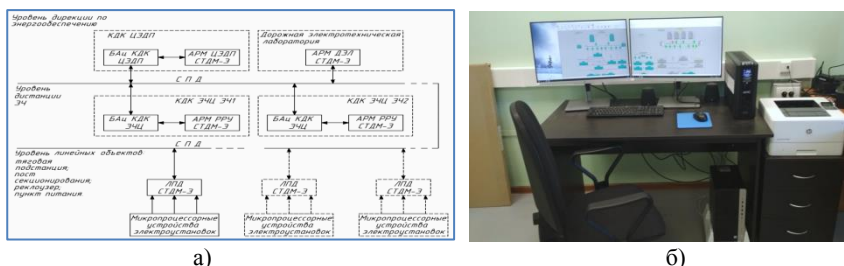 Уровень дирекции по
энергообеспечению
КДК ЦЭДП
БАц КДК
ЦЭДП
АРМ ЦЭДП
СТДМ-Э
Дорожная электротехническая
лаборатория
АРМ ДЭЛ
СТДМ-Э
С П Д
Уровень
дистанции
ЭЧ
КДК ЭЧЦ ЭЧ1
БАц КДК
ЭЧЦ
АРМ РРУ
СТДМ-Э
КДК ЭЧЦ ЭЧ2
БАц КДК
ЭЧЦ
АРМ РРУ
СТДМ-Э
С П Д
Уровень линейных объектов:
тяговая
подстанция,
пост
секционирования,
реклоузер,
пункт питания.
ЛПД
СТДМ-Э
ЛПД
СТДМ-Э
ЛПД
СТДМ-Э
Микропроцессорные
устройства
электроустановок
Микропроцессорные
устройства
электроустановок
Микропроцессорные
устройства
электроустановок
а)
б)